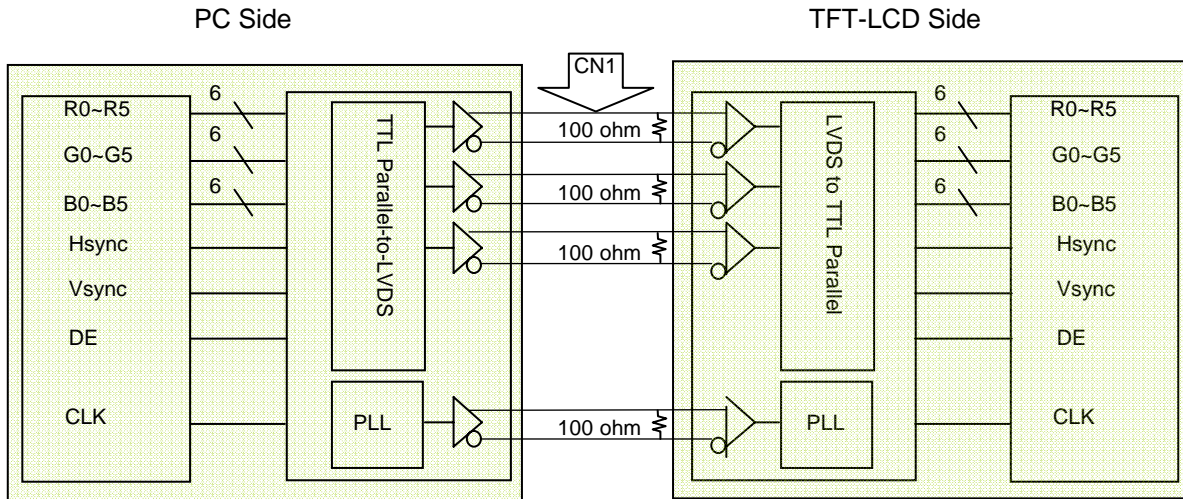 PC Side
TFT-LCD Side
CN1
R0~R5
6
G0~G5
6
B0~B5
6
Hsync
Vsync
DE
CLK
TTL Parallel-to-LVDS
PLL
100 ohm
100 ohm
100 ohm
100 ohm
LVDS to TTL Parallel
PLL
6
R0~R5
6
G0~G5
6
B0~B5
Hsync
Vsync
DE
CLK